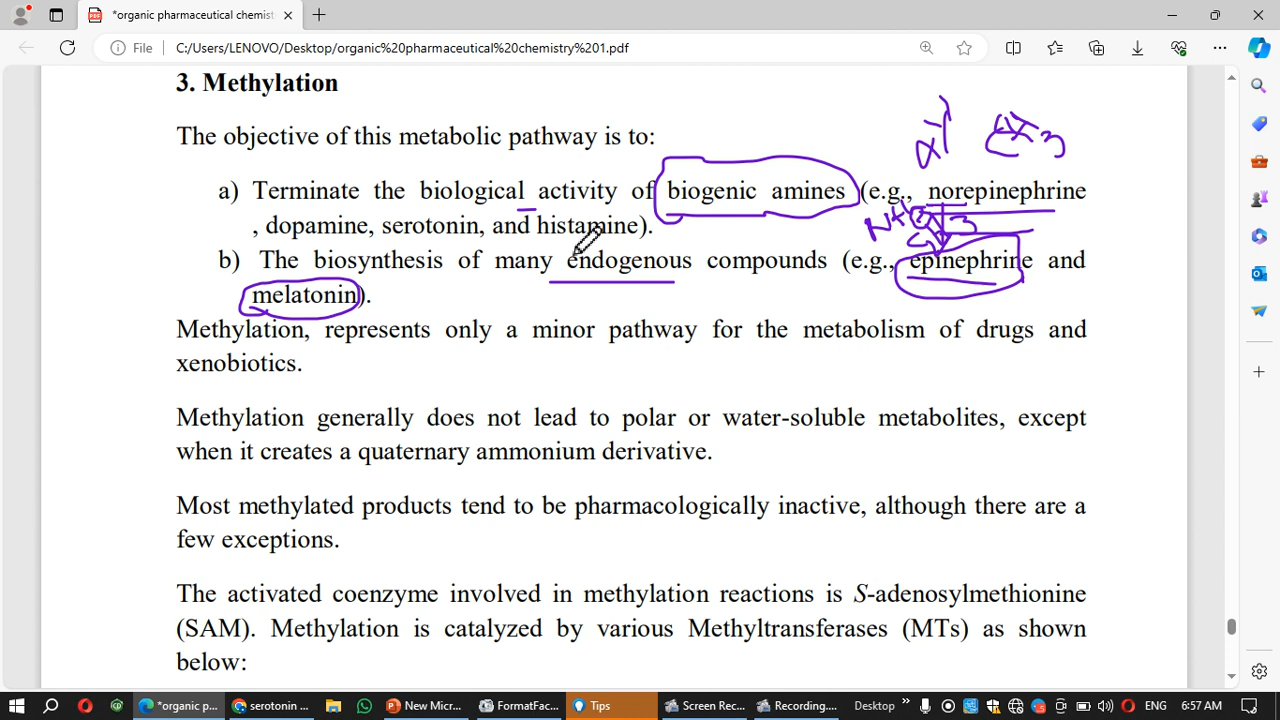 *organic pharmaceutical chemist
File
C:/Users/LENOVO/Desktop/organic%20pharmaceutical%20chemistry%201.pdf
3. Methylation
The objective of this metabolic pathway is to:
a) Terminate the biological activity of biogenic amines (e.g., norepinephrine
, dopamine, serotonin, and histamine).
b) The biosynthesis of many endogenous compounds (e.g., epinephrine and
melatonin).
Methylation, represents only a minor pathway for the metabolism of drugs and
xenobiotics.
Methylation generally does not lead to polar or water-soluble metabolites, except
when it creates a quaternary ammonium derivative.
Most methylated products tend to be pharmacologically inactive, although there are a
few exceptions.
The activated coenzyme involved in methylation reactions is S-adenosylmethionine
(SAM). Methylation is catalyzed by various Methyltransferases (MTs) as shown
below:
*organic p...
serotonin ...
New Micr...
FormatFac...
Tips
Screen Rec...
Recording....
Desktop
ENG
6:57 AM